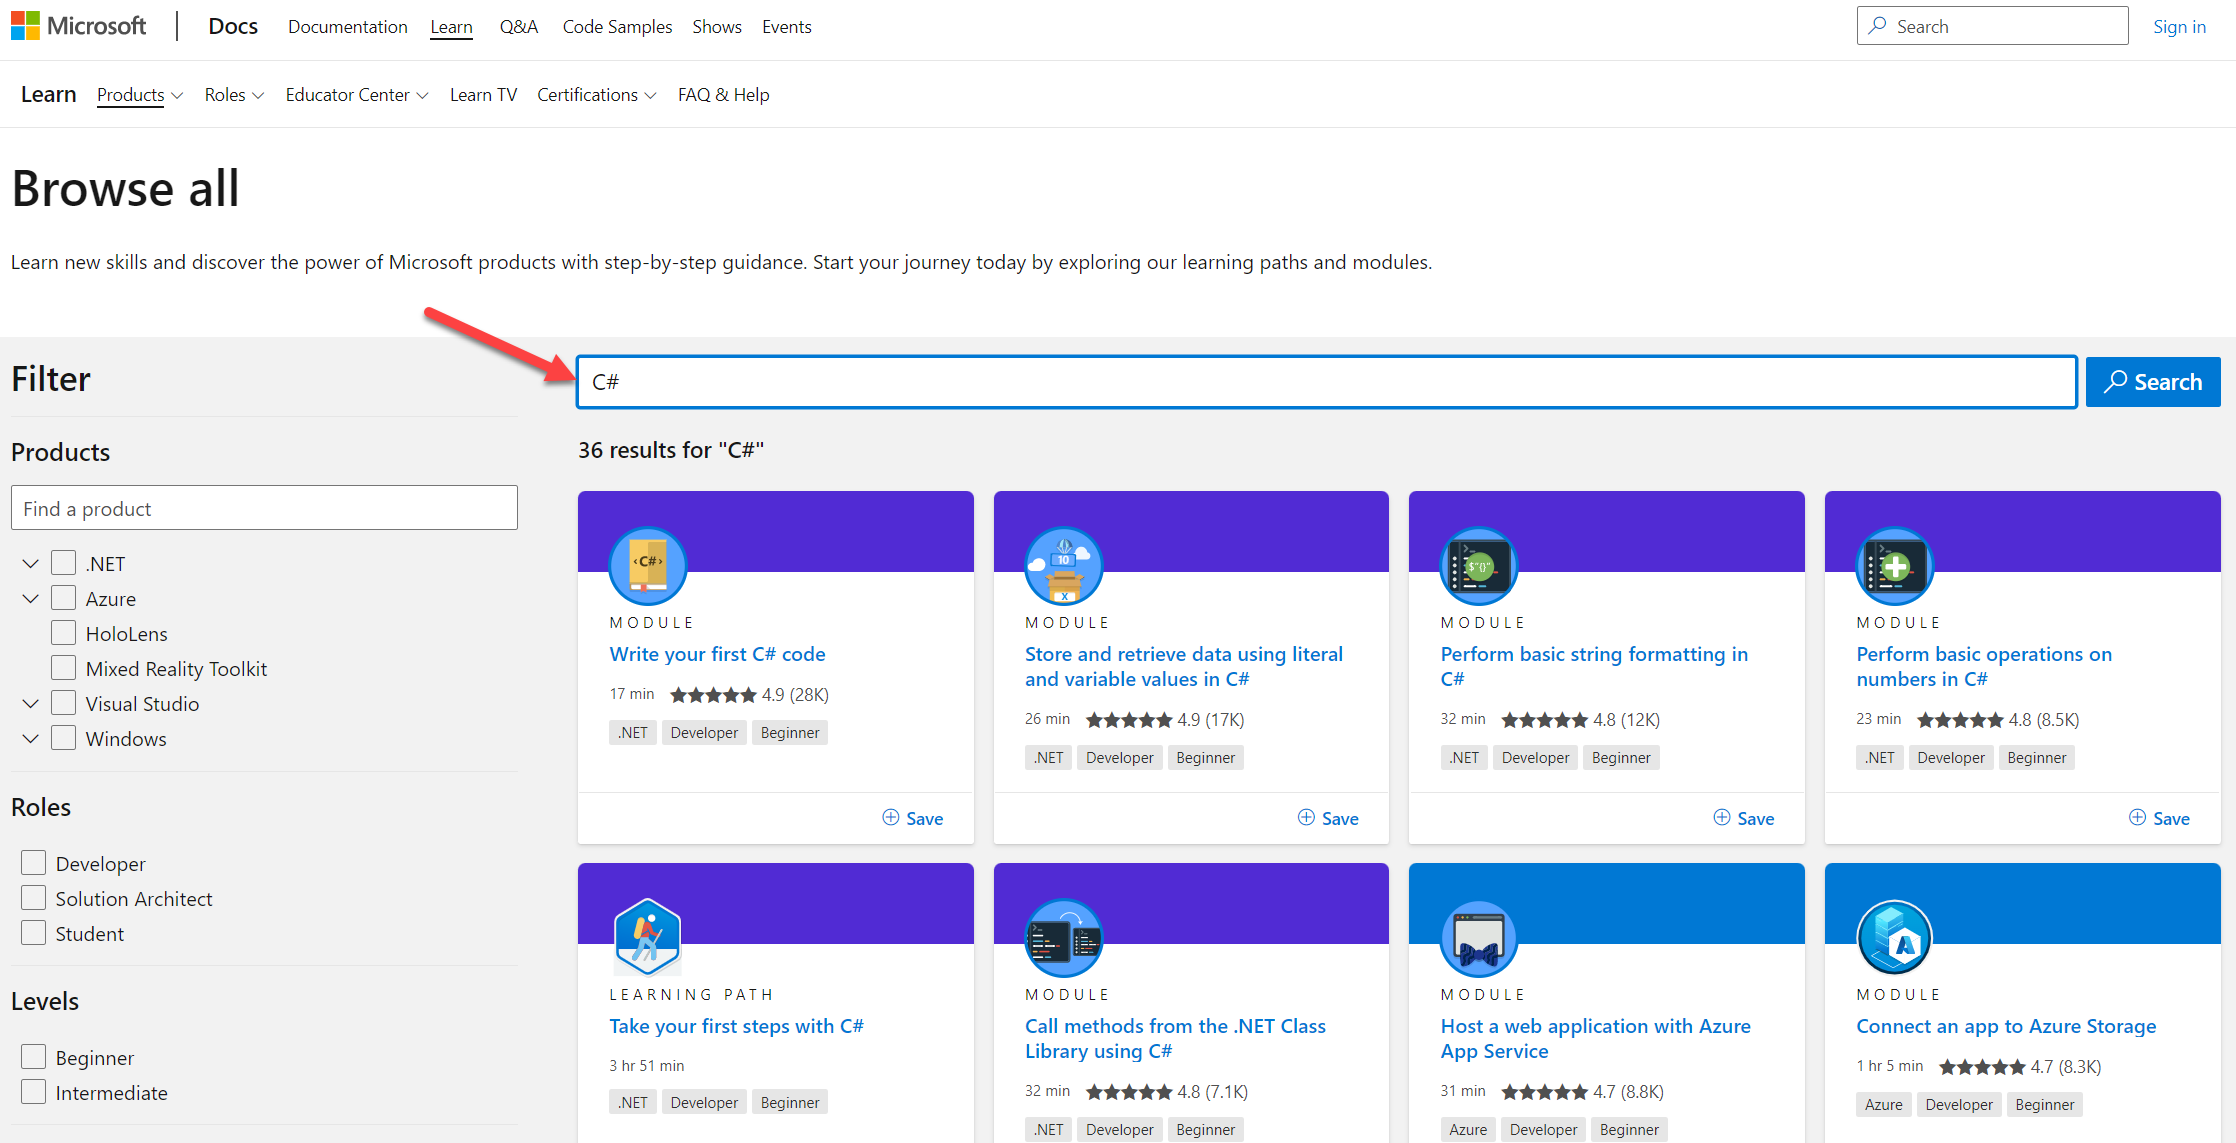 Microsoft
Docs
Documentation
Learn
Q&A
Code Samples
Shows
Events
Search
Sign in
Learn
Products
Roles
Educator Center
Learn TV
Certifications
FAQ & Help
Browse all
Learn new skills and discover the power of Microsoft products with step-by-step guidance. Start your journey today by exploring our learning paths and modules.
Filter
C#
Search
Products
Find a product
.NET
Azure
HoloLens
Mixed Reality Toolkit
Visual Studio
Windows
Roles
Developer
Solution Architect
Student
Levels
Beginner
Intermediate
36 results for "C#"
‹C#›
MODULE
Write your first C# code
17 min
4.9 (28K)
.NET
Developer
Beginner
Save
10
X
MODULE
Store and retrieve data using literal
and variable values in C#
26 min
4.9 (17K)
.NET
Developer
Beginner
Save
$"{}"
MODULE
Perform basic string formatting in
C#
32 min
4.8 (12K)
.NET
Developer
Beginner
Save
MODULE
Perform basic operations on
numbers in C#
23 min
4.8 (8.5K)
.NET
Developer
Beginner
Save
LEARNING PATH
Take your first steps with C#
3 hr 51 min
.NET
Developer
Beginner
MODULE
Call methods from the .NET Class
Library using C#
32 min
4.8 (7.1K)
.NET
Developer
Beginner
MODULE
Host a web application with Azure
App Service
31 min
4.7 (8.8K)
Azure
Developer
Beginner
MODULE
Connect an app to Azure Storage
1 hr 5 min
4.7 (8.3K)
Azure
Developer
Beginner